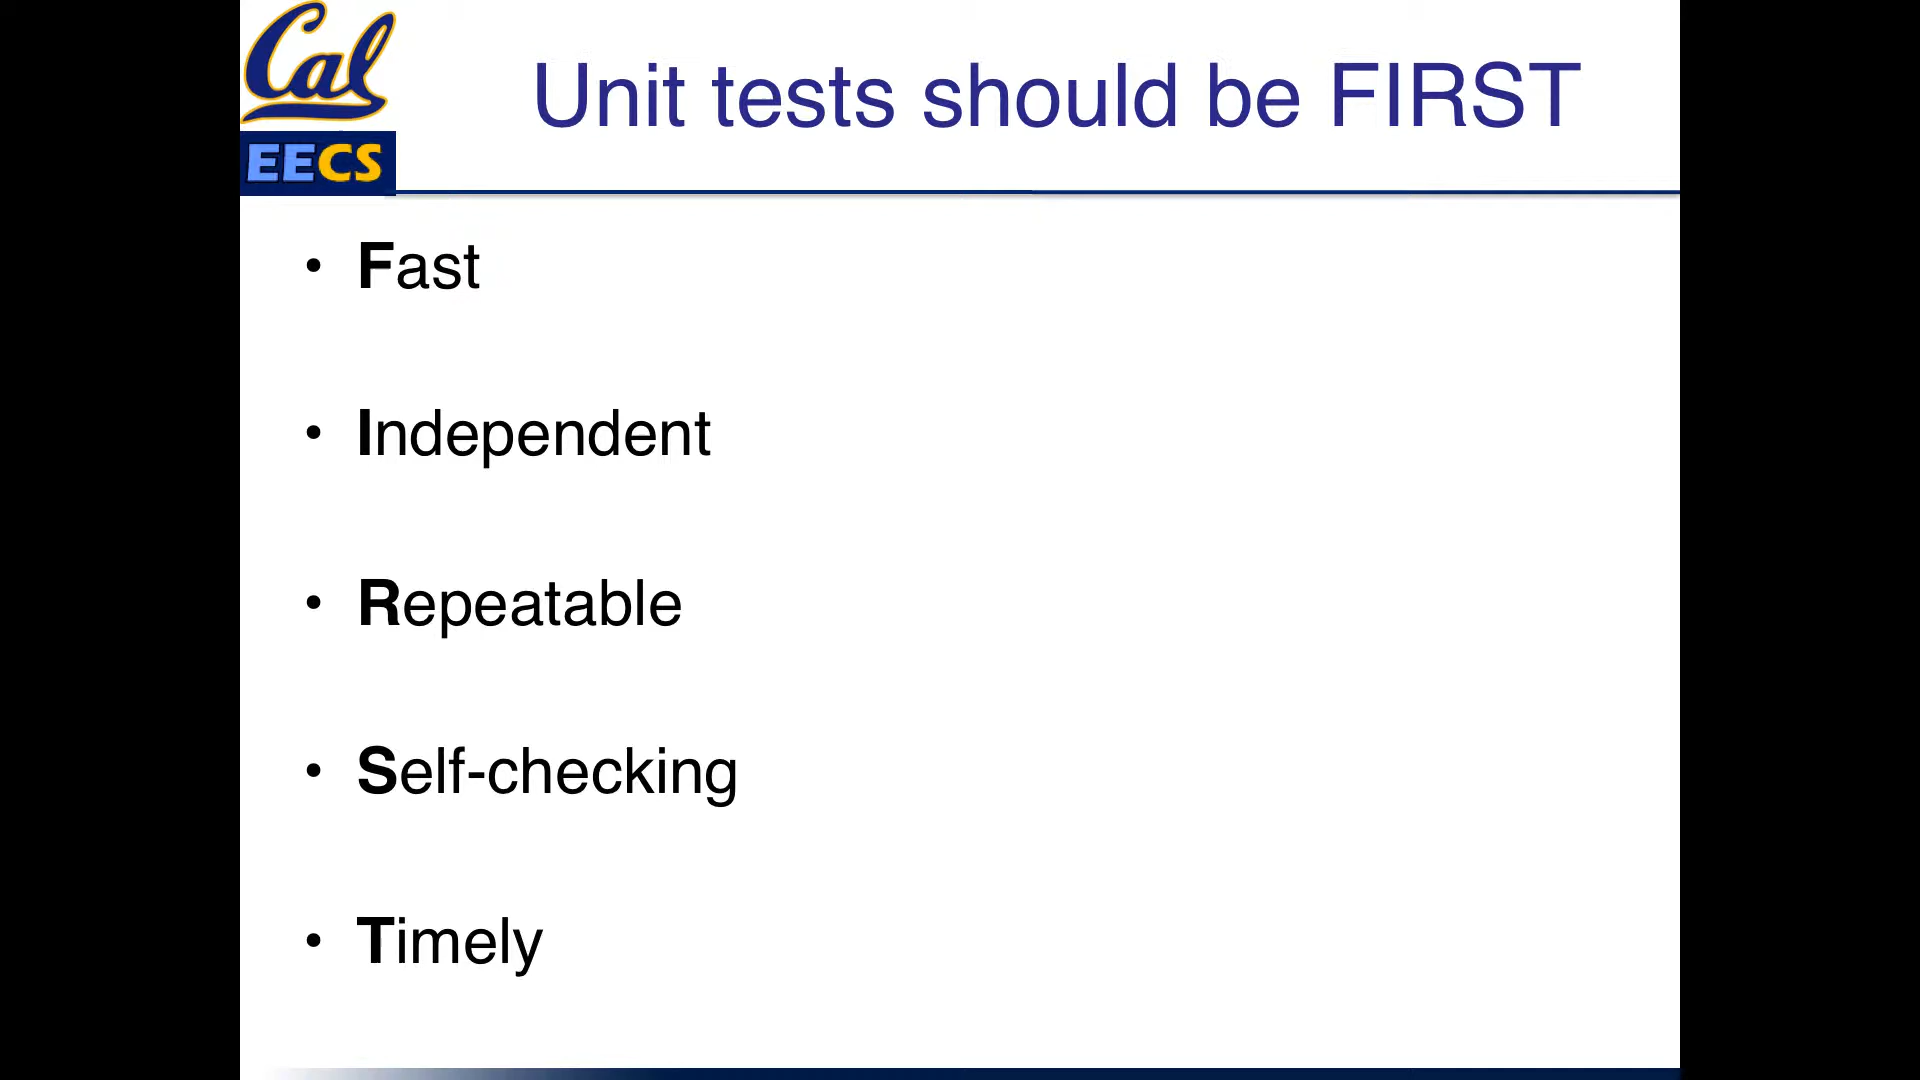 Cal
EECS
Unit tests should be FIRST
• Fast
• Independent
• Repeatable
• Self-checking
• Timely